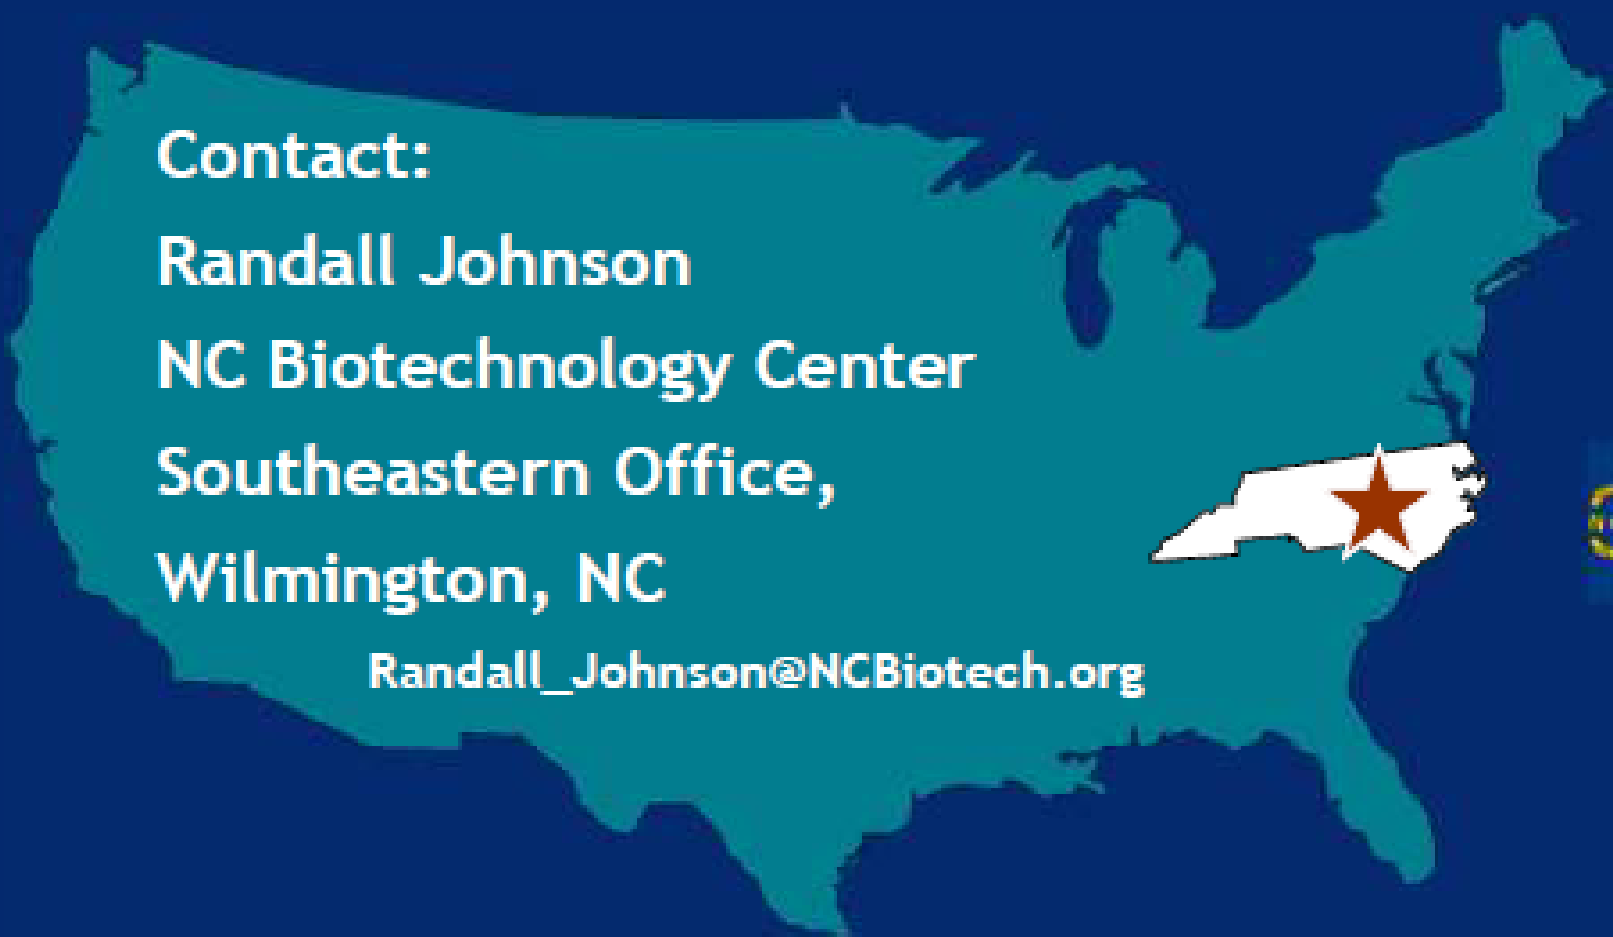 Contact:
Randall Johnson
NC Biotechnology Center
Southeastern Office,
Wilmington, NC
Randall_Johnson@NCBiotech.org